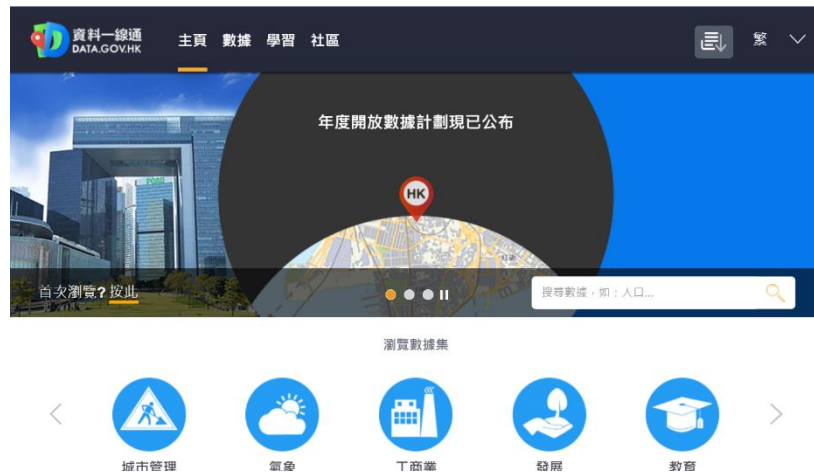 資料一線通
DATA.GOV.HK
主頁 數據 學習 社區
繁
年度開放數據計劃現已公布
HK
首次瀏覽? 按此
搜尋數據，如：人口...
瀏覽數據集
城市管理 氣象 工商業 發展 教育